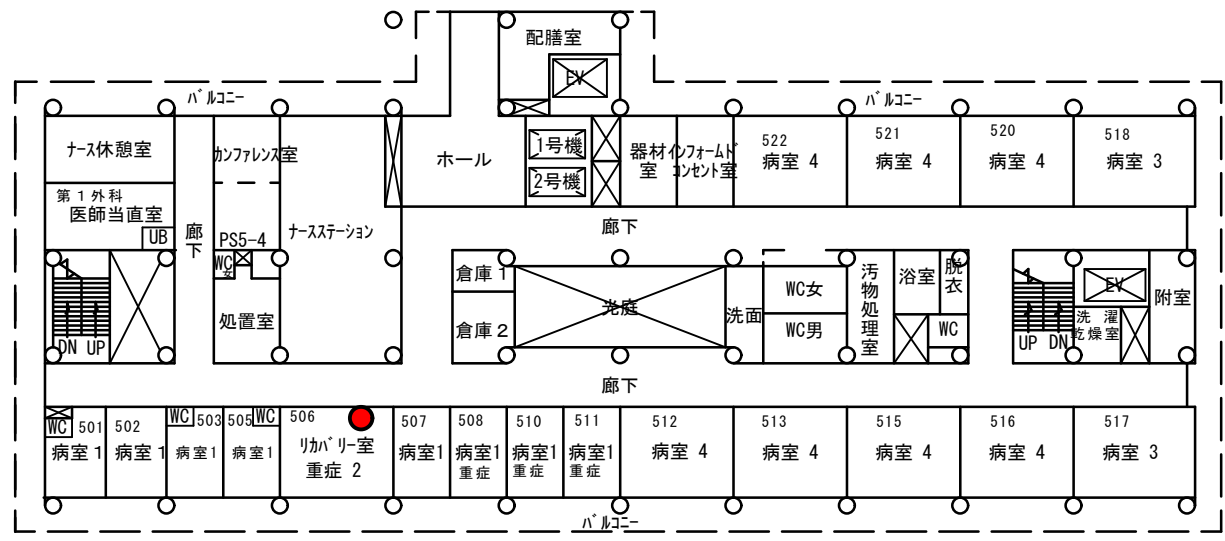 配膳室
EV
バルコニー
バルコニー
ナース休憩室
カンファレンス室
ホール
1号機
2号機
器材
室
インフォームド
コンセント室
522
病室 4
521
病室 4
520
病室 4
518
病室 3
第1外科
医師当直室
UB
廊
下
PS5-4
WC
女
ナースステーション
廊下
処置室
DN UP
倉庫 1
倉庫 2
光庭
洗面
WC女
WC男
汚
物
処
理
室
浴室
脱
衣
WC
UP DN
EV
洗 濯
乾燥室
附室
廊下
WC
501
病室 1
502
病室 1
WC
503
病室 1
505
WC
病室 1
506
リカバリー室
重症 2
507
病室1
508
病室1
重症
510
病室1
重症
511
病室1
重症
512
病室 4
513
病室 4
515
病室 4
516
病室 4
517
病室 3
バルコニー